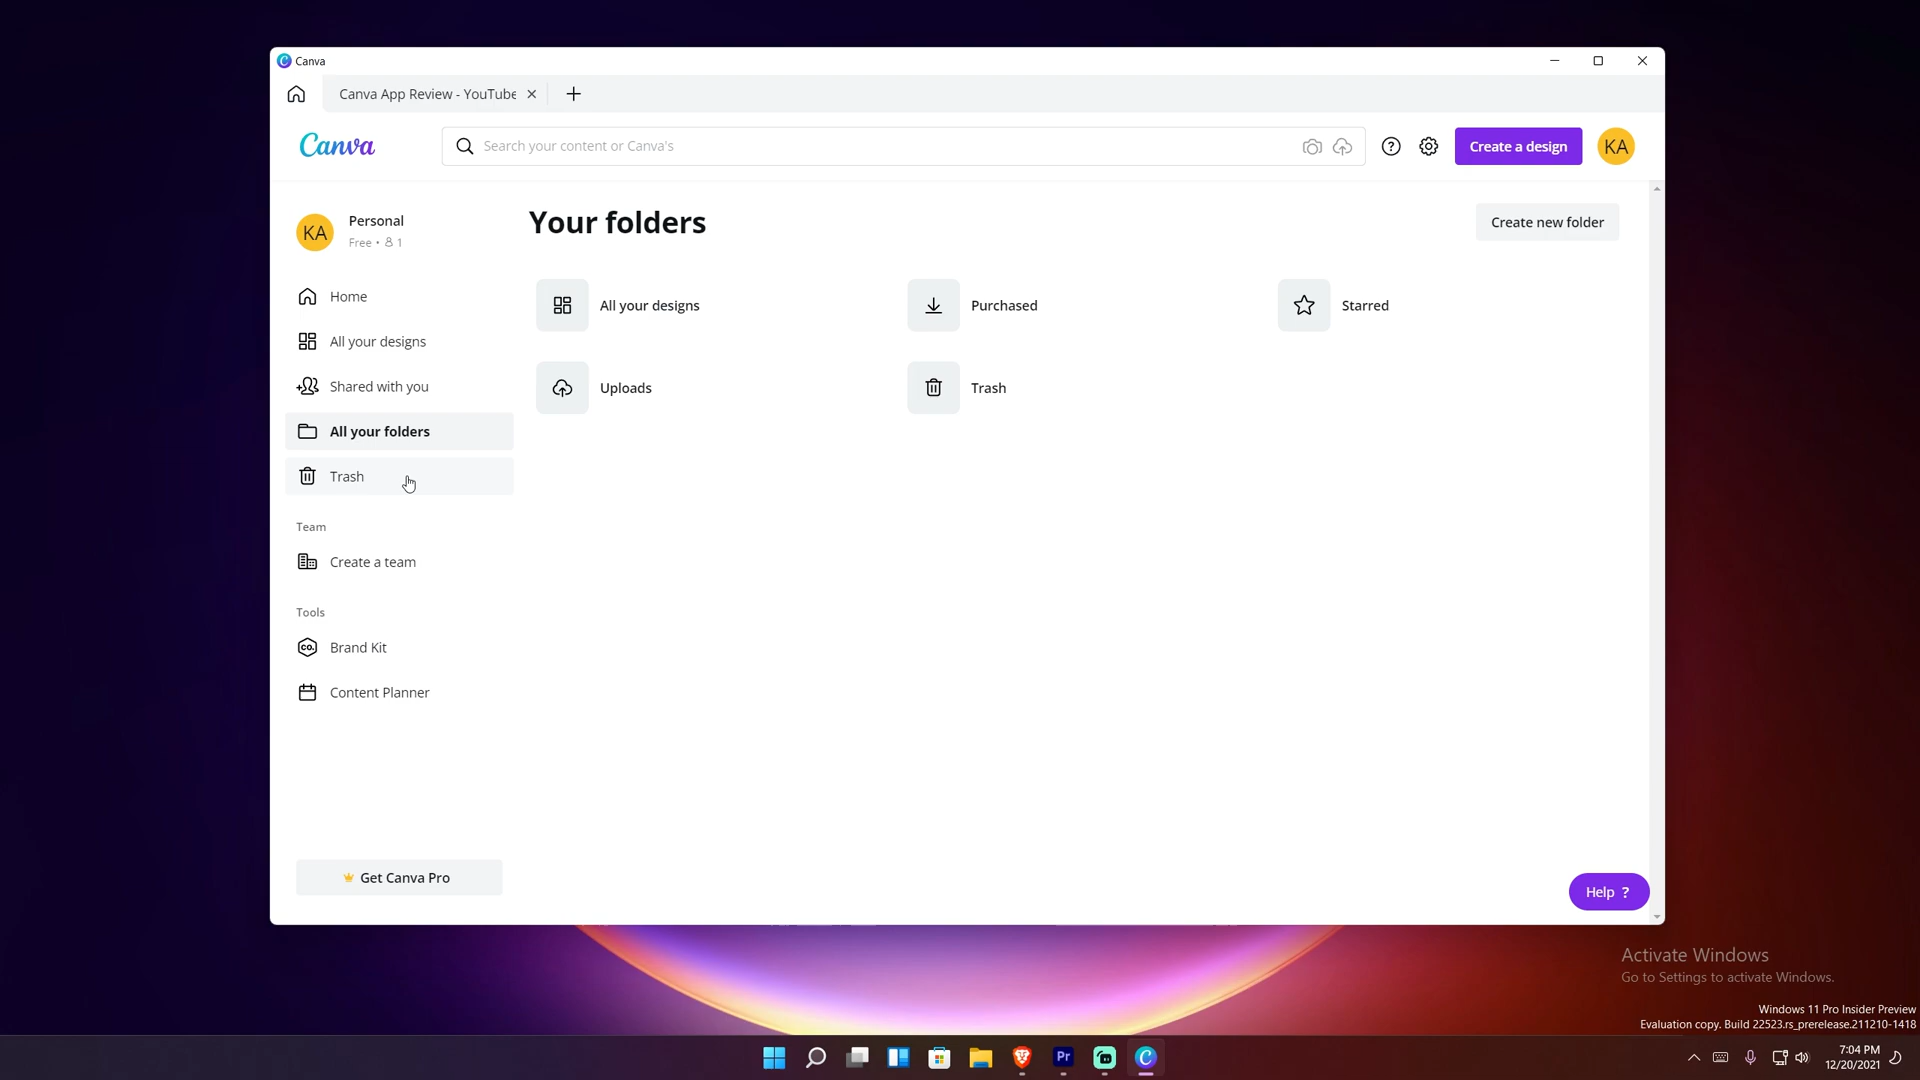 Canva
Canva App Review - YouTube
Canva
Search your content or Canva's
Create a design
KA
KA
Personal
Free • 1
Your folders
Create new folder
Home
All your designs
Shared with you
All your folders
Trash
Team
Create a team
Tools
CO.
Brand Kit
Content Planner
Get Canva Pro
All your designs
Purchased
Starred
Uploads
Trash
Help ?
Activate Windows
Go to Settings to activate Windows.
Windows 11 Pro Insider Preview
Evaluation copy. Build 22523.rs_prerelease.211210-1418
Pr
C
7:04 PM
12/20/2021